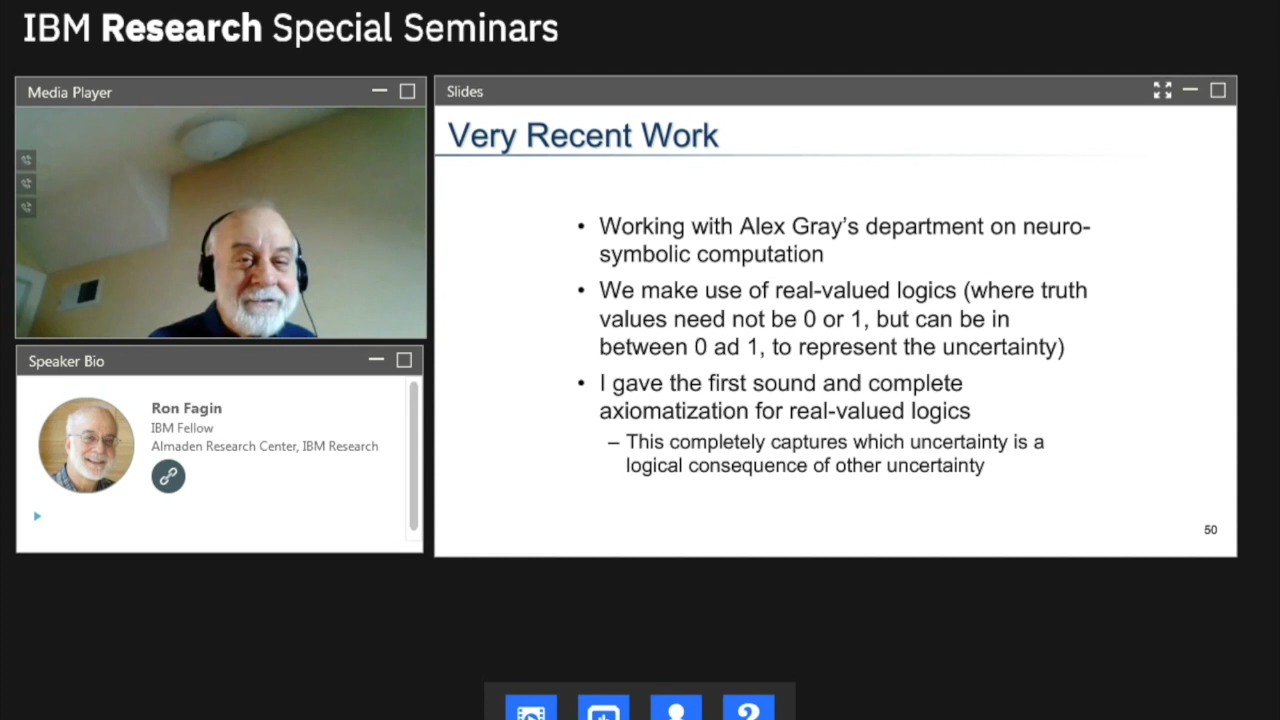 IBM Research Special Seminars
Media Player
Slides
Very Recent Work
• Working with Alex Gray’s department on neuro-
symbolic computation
• We make use of real-valued logics (where truth
values need not be 0 or 1, but can be in
between 0 ad 1, to represent the uncertainty)
• I gave the first sound and complete
axiomatization for real-valued logics
– This completely captures which uncertainty is a
logical consequence of other uncertainty
50
Speaker Bio
Ron Fagin
IBM Fellow
Almaden Research Center, IBM Research
?